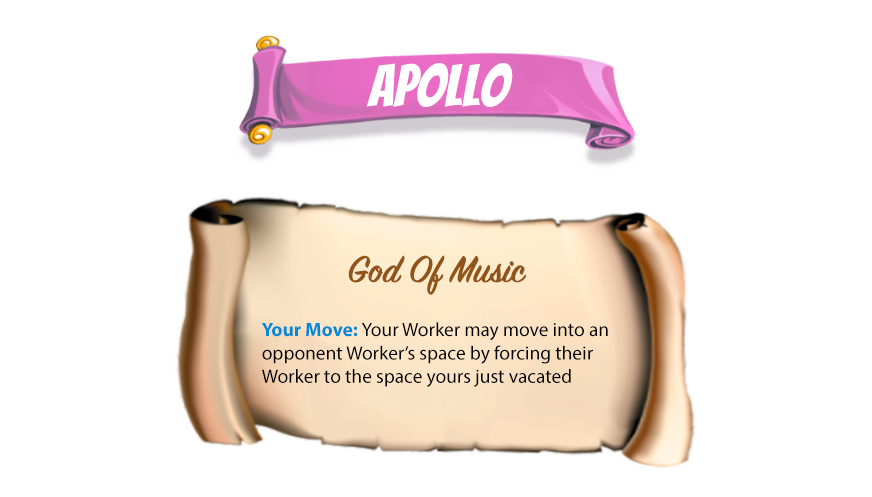 APOLLO
God Of Music
Your Move: Your Worker may move into an
opponent Worker’s space by forcing their
Worker to the space yours just vacated